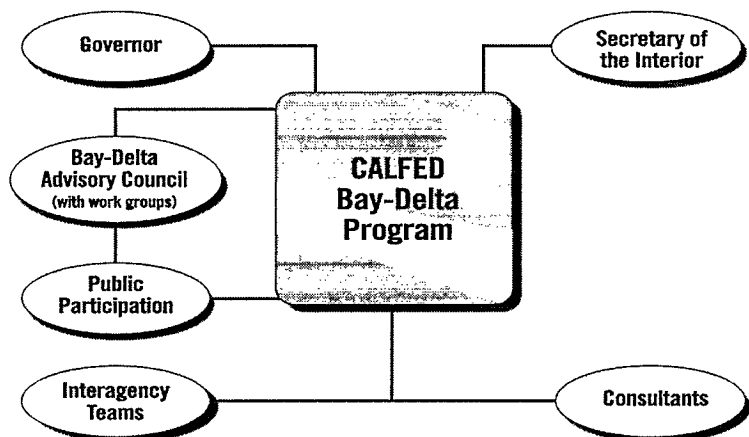 Governor
Secretary of
the Interior
Bay-Delta
Advisory Council
(with work groups)
CALFED
Bay-Delta
Program
Public
Participation
Interagency
Teams
Consultants